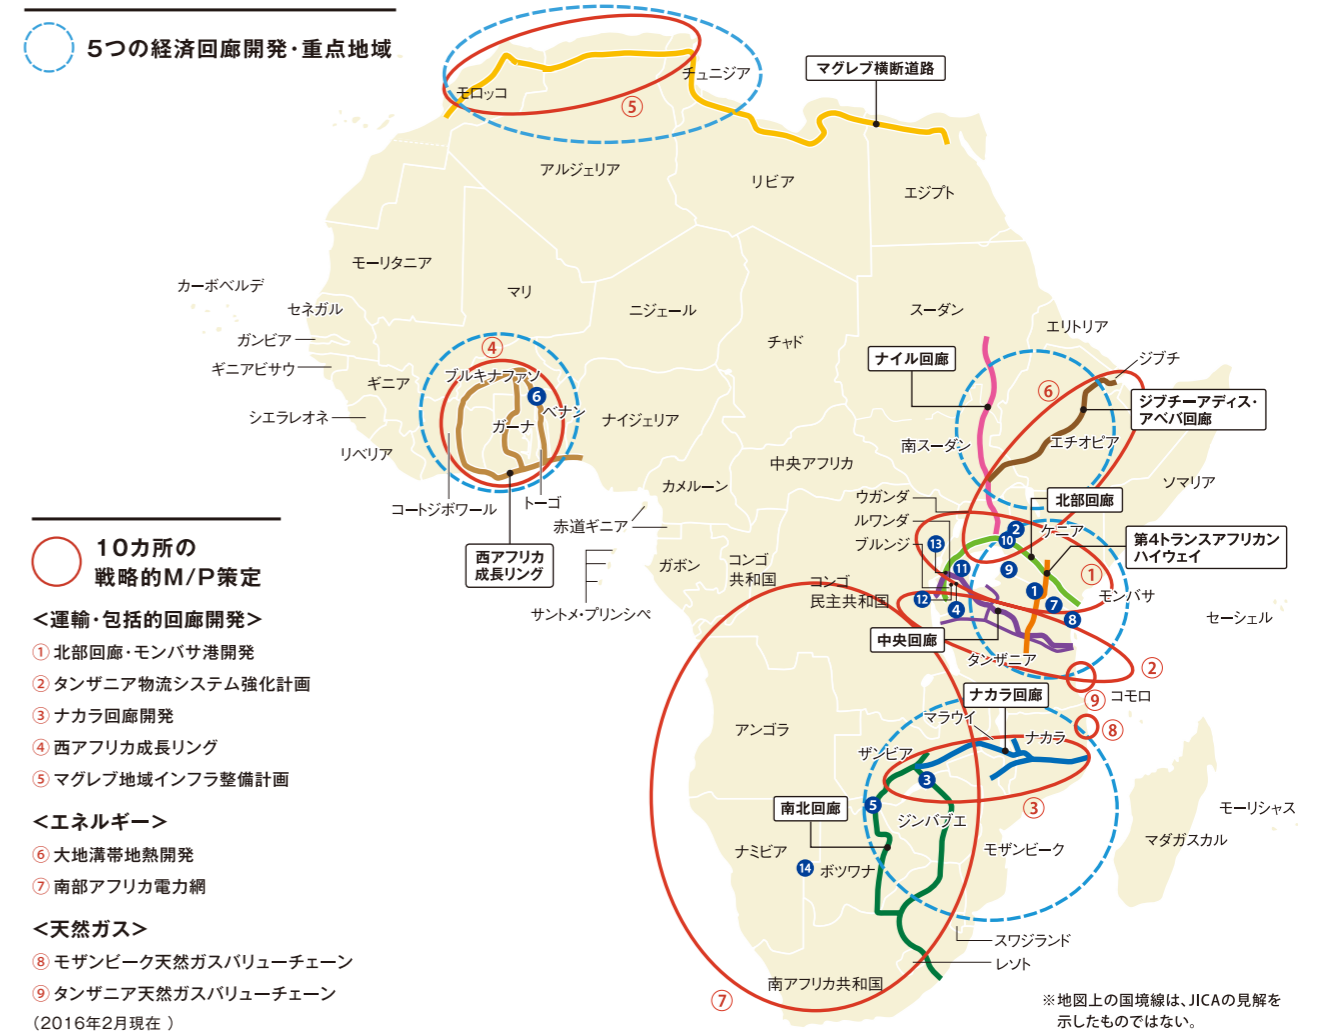 5つの経済回廊開発・重点地域
マグレブ横断道路
チュニジア
モロッコ
⑤
アルジェリア
リビア
エジプト
モーリタニア
カーボベルデ
マリ
ニジェール
スーダン
セネガル
エリトリア
ガンビア
チャド
④
ナイル回廊
ジブチ
ギニアビサウ
ブルキナファソ
ギニア
⑥
6
ジブチーアディス・
アベバ回廊
ベナン
シエラレオネ
ガーナ
ナイジェリア
エチオピア
南スーダン
リベリア
中央アフリカ
ソマリア
カメルーン
ウガンダ
北部回廊
コートジボワール
トーゴ
赤道ギニア
ルワンダ
2
ケニア
10
第4トランスアフリカン
ハイウェイ
ブルンジ
13
西アフリカ
成長リング
ガボン
コンゴ
共和国
11
9
①
コンゴ
民主共和国
12
4
1
7
モンバサ
8
サントメ・プリンシペ
セーシェル
中央回廊
タンザニア
②
⑨
コモロ
ナカラ回廊
マラウイ
ナカラ
⑧
アンゴラ
ザンビア
3
5
③
南北回廊
ジンバブエ
モーリシャス
マダガスカル
ナミビア
モザンビーク
14
ボツワナ
スワジランド
レソト
南アフリカ共和国
⑦
10カ所の
戦略的M/P策定
<運輸・包括的回廊開発>
① 北部回廊・モンバサ港開発
② タンザニア物流システム強化計画
③ ナカラ回廊開発
④ 西アフリカ成長リング
⑤ マグレブ地域インフラ整備計画
<エネルギー>
⑥ 大地溝帯地熱開発
⑦ 南部アフリカ電力網
<天然ガス>
⑧ モザンビーク天然ガスバリューチェーン
⑨ タンザニア天然ガスバリューチェーン
(2016年2月現在 )
※地図上の国境線は、JICAの見解を
示したものではない。